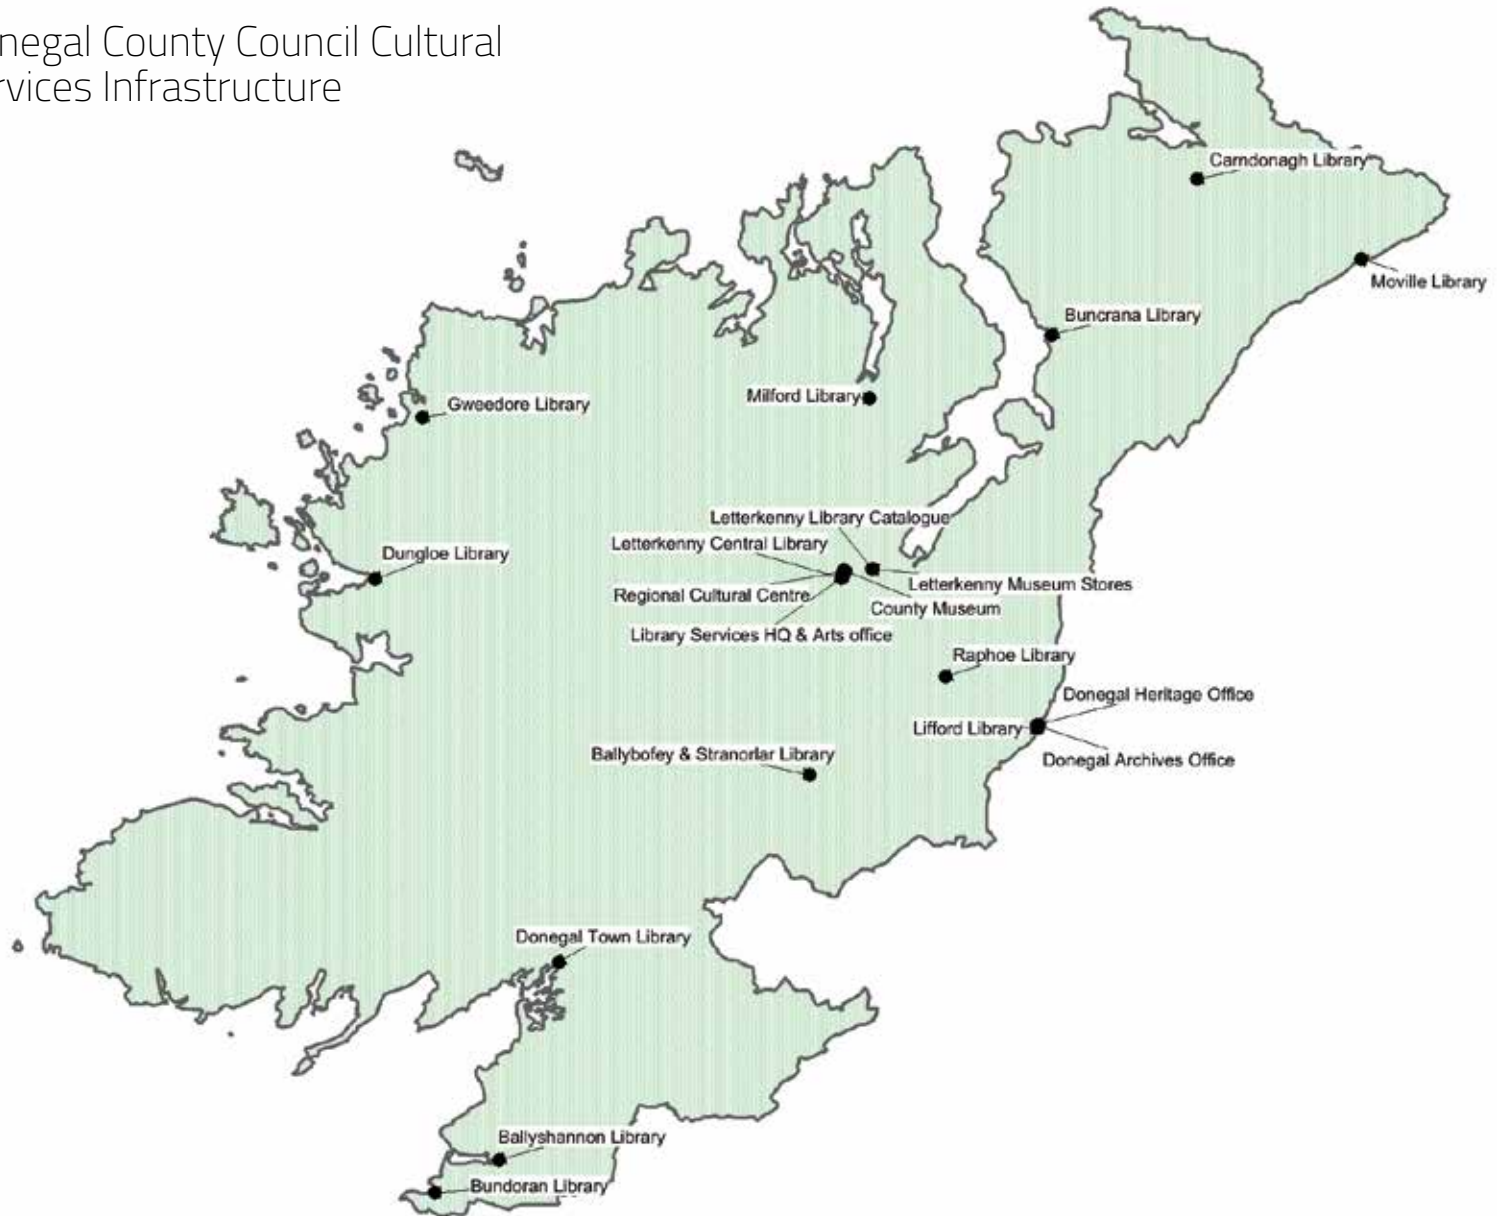 negal County Council Cultural
rvices Infrastructure
Carndonagh Library
Moville Library
Buncrana Library
Milford Library
Gweedore Library
Letterkenny Library Catalogue
Letterkenny Central Library
Dungloe Library
Letterkenny Museum Stores
Regional Cultural Centre
County Museum
Library Services HQ & Arts office
Raphoe Library
Donegal Heritage Office
Lifford Library
Ballybofey & Stranorlar Library
Donegal Archives Office
Donegal Town Library
Ballyshannon Library
Bundoran Library